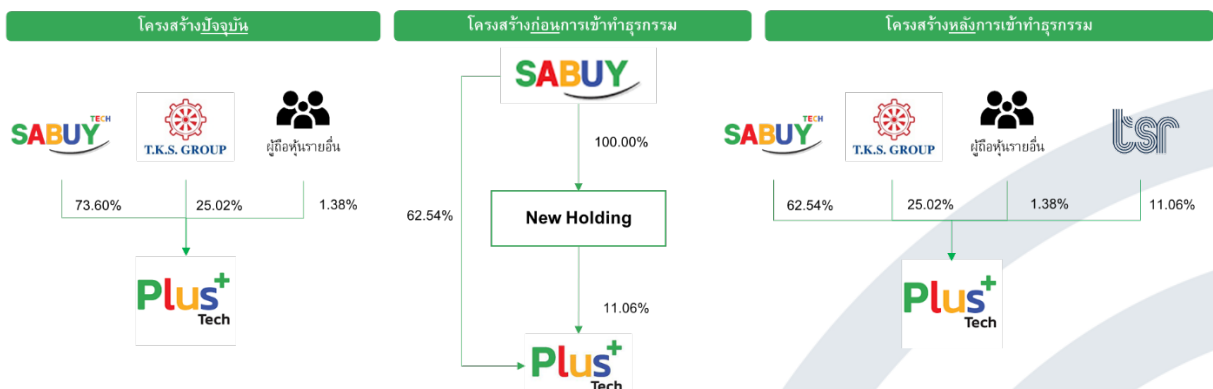 โครงสร้างปัจจุบัน
SABUY TECH
T.K.S. GROUP
ผู้ถือหุ้นรายอื่น
73.60%
25.02%
1.38%
Plus+
Tech
โครงสร้างก่อนการเข้าทำธุรกรรม
SABUY
100.00%
62.54%
New Holding
11.06%
Plus+
Tech
โครงสร้างหลังการเข้าทำธุรกรรม
SABUY TECH
T.K.S. GROUP
ผู้ถือหุ้นรายอื่น
tsr
62.54%
25.02%
1.38%
11.06%
Plus+
Tech